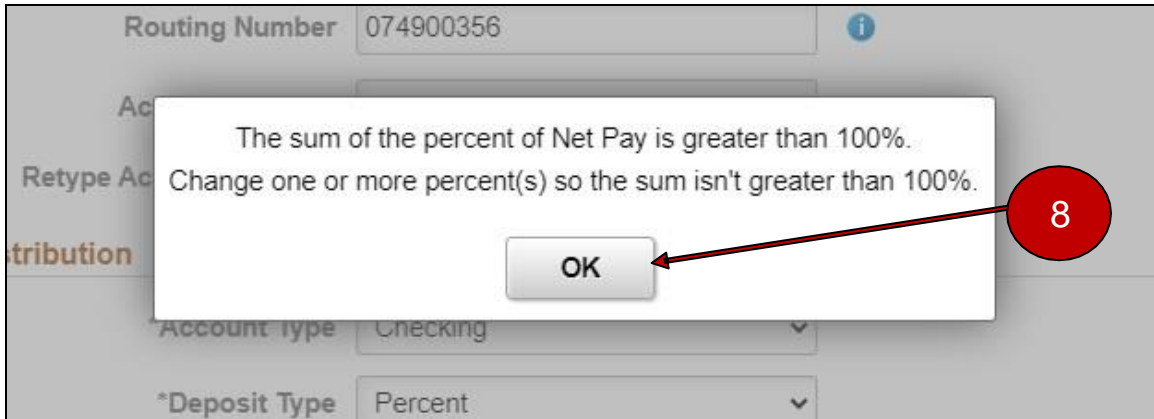 Routing Number 074900356
Ac
The sum of the percent of Net Pay is greater than 100%.
Retype Ac
Change one or more percent(s) so the sum isn't greater than 100%.
8
stribution
OK
*Account Type Checking
*Deposit Type Percent